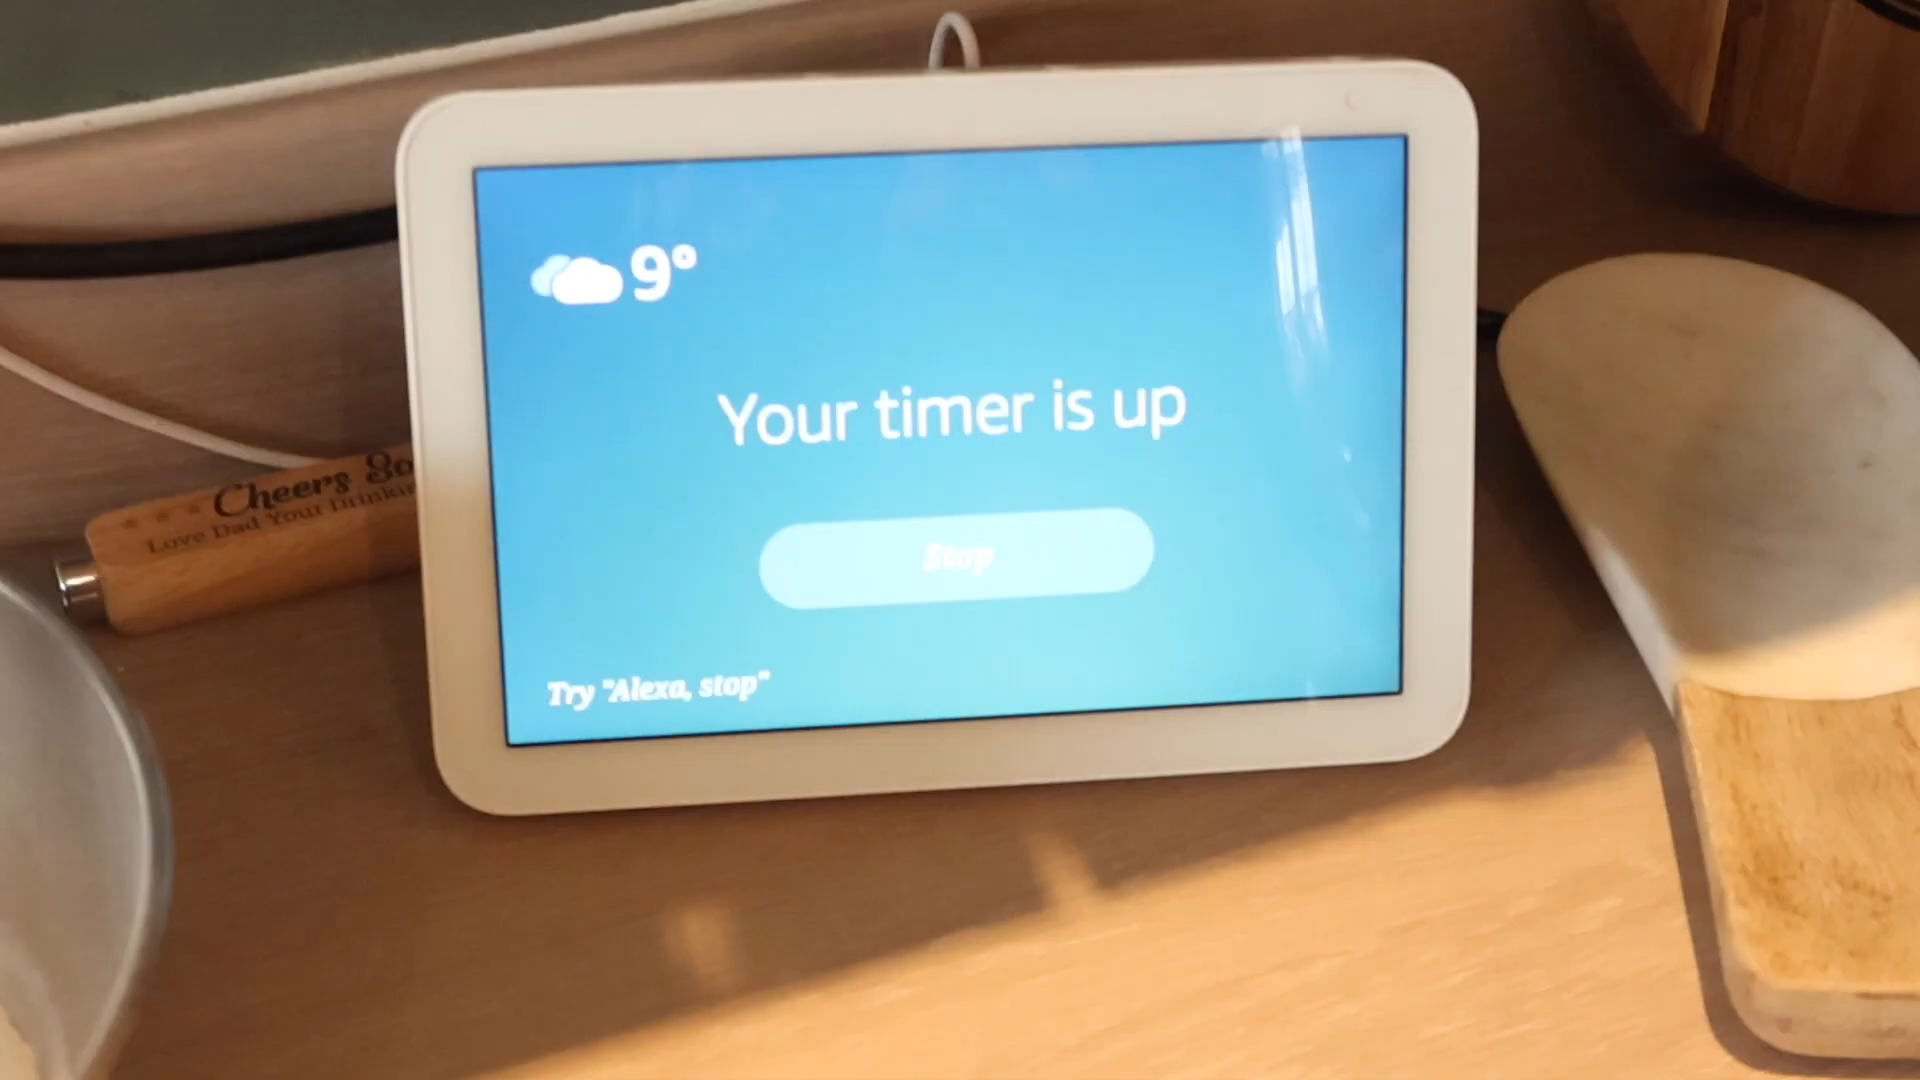 9°
Your timer is up
Stop
Try "Alexa, stop"
Cheers
Love Dad Your